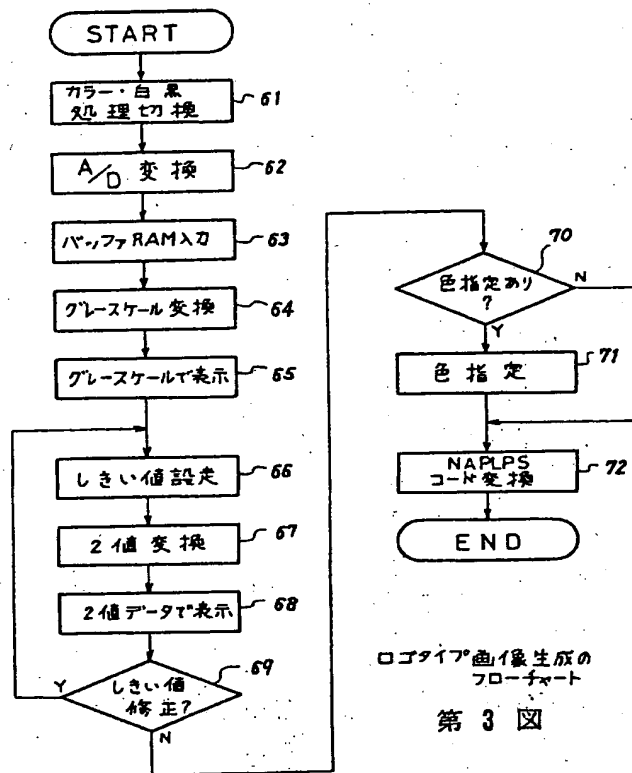 START
カラー・白黒
処理切換
61
A/D 変換
62
バッファRAM入力
63
グレースケール変換
64
グレースケールで表示
65
しきい値設定
66
2値変換
67
2値データで表示
68
しきい値
修正?
69
Y
N
色指定あり
?
70
N
Y
色指定
71
NAPLPS
コード変換
72
END
ロゴタイプ画像生成の
フローチャート
第 3 図